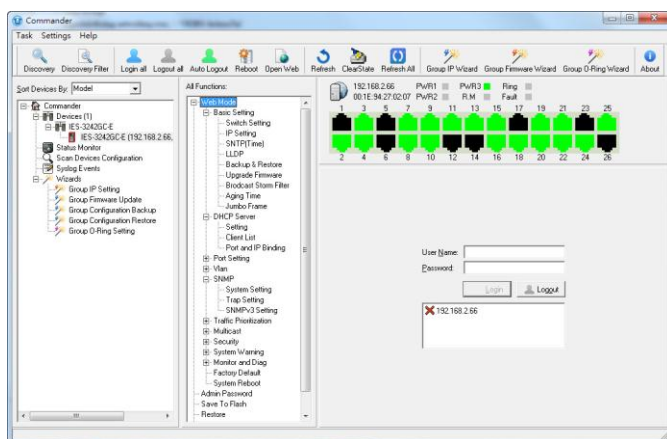 Commander
Task Settings Help
Discovery Discovery Filter Login all Logout all Auto Logout Reboot Open Web Refresh ClearState Refresh All Group IP Wizard Group Firmware Wizard Group O-Ring Wizard About
Sort Devices By: Model
Commander
Devices (1)
IES-3242GC-E
IES-3242GC-E (192.168.2.66,
Status Monitor
Scan Devices Configuration
Syslog Events
Wizards
Group IP Setting
Group Firmware Update
Group Configuration Backup
Group Configuration Restore
Group O-Ring Setting
All Functions:
Web Mode
Basic Setting
Switch Setting
IP Setting
SNTP(Time)
LLDP
Backup & Restore
Upgrade Firmware
Brodcast Storm Filter
Aging Time
Jumbo Frame
DHCP Server
Setting
Client List
Port and IP Binding
Port Setting
Vlan
SNMP
System Setting
Trap Setting
SNMPv3 Setting
Traffic Prioritization
Multicast
Security
System Warning
Monitor and Diag
Factory Default
System Reboot
Admin Password
Save To Flash
Restore
192.168.2.66 PWR1 PWR3 Ring
00:1E:94:27:02:07 PWR2 R.M Fault
1 3 5 7 9 11 13 15 17 19 21 23 25
2 4 6 8 10 12 14 16 18 20 22 24 26
User Name:
Password:
Login Logout
192.168.2.66